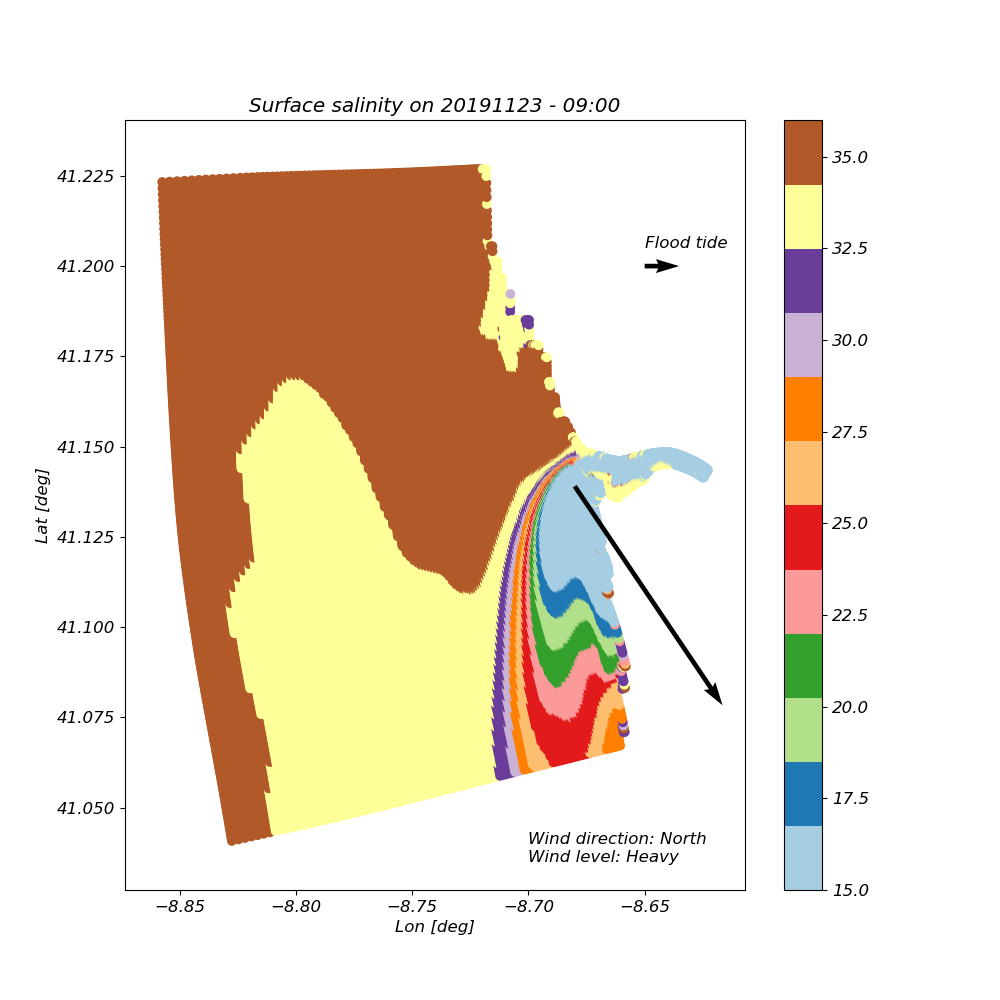 Surface salinity on 20191123 - 09:00
41.225
41.200
41.175
41.150
41.125
41.100
41.075
41.050
Lat [deg]
Flood tide
Wind direction: North
Wind level: Heavy
−8.85 −8.80 −8.75 −8.70 −8.65
Lon [deg]
35.0
32.5
30.0
27.5
25.0
22.5
20.0
17.5
15.0